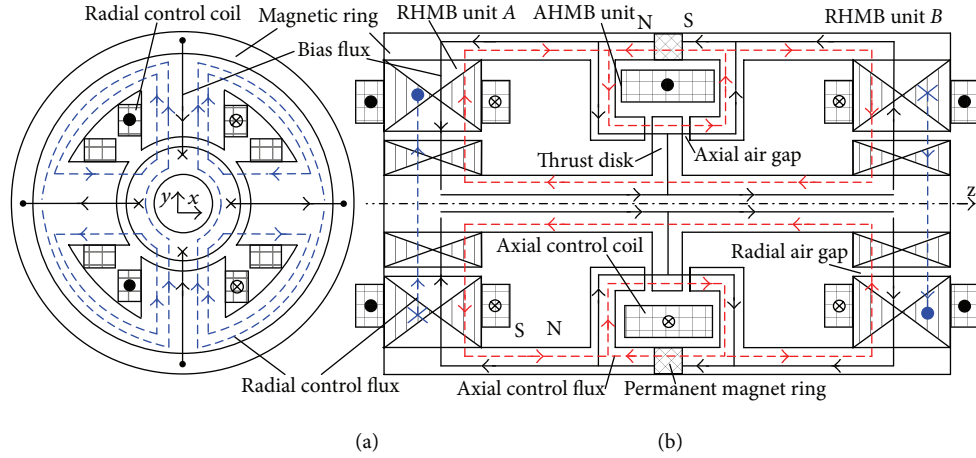 Radial control coil
Magnetic ring
Bias flux
RHMB unit A
AHMB unit
N S
RHMB unit B
Thrust disk
Axial air gap
y
x
z
Axial control coil
Radial air gap
S N
Radial control flux
Axial control flux
Permanent magnet ring
(a)
(b)